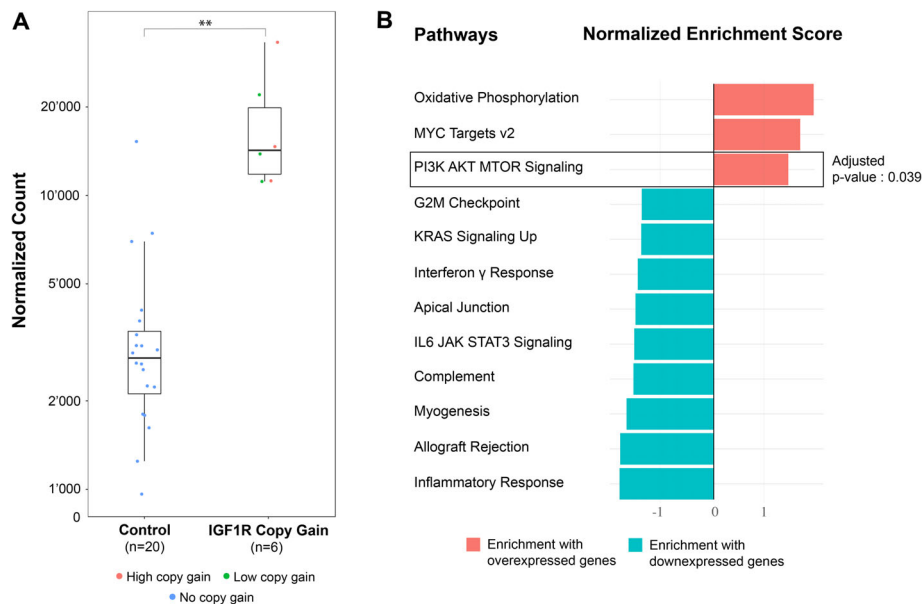 A
**
Normalized Count
20'000
10'000
5'000
2'000
1'000
0
Control
(n=20)
IGF1R Copy Gain
(n=6)
High copy gain
Low copy gain
No copy gain
B
Pathways
Normalized Enrichment Score
Oxidative Phosphorylation
MYC Targets v2
PI3K AKT MTOR Signaling
Adjusted
p-value : 0.039
G2M Checkpoint
KRAS Signaling Up
Interferon γ Response
Apical Junction
IL6 JAK STAT3 Signaling
Complement
Myogenesis
Allograft Rejection
Inflammatory Response
-1
0
1
Enrichment with
overexpressed genes
Enrichment with
downexpressed genes